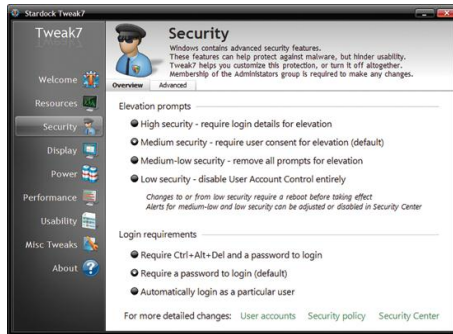 Stardock Tweak7
Tweak7
Security
Windows contains advanced security features.
These features can help protect against malware, but hinder usability.
Tweak7 helps you customize this protection, or turn it off altogether.
Membership of the Administators group is required to make any changes.
Overview
Advanced
Welcome
Resources
Security
Display
Power
Performance
Usability
Misc Tweaks
About
Elevation prompts
High security - require login details for elevation
Medium security - require user consent for elevation (default)
Medium-low security - remove all prompts for elevation
Low security - disable User Account Control entirely
Changes to or from low security require a reboot before taking effect
Alerts for medium-low and low security can be adjusted or disabled in Security Center
Login requirements
Require Ctrl+Alt+Del and a password to login
Require a password to login (default)
Automatically login as a particular user
For more detailed changes: User accounts Security policy Security Center